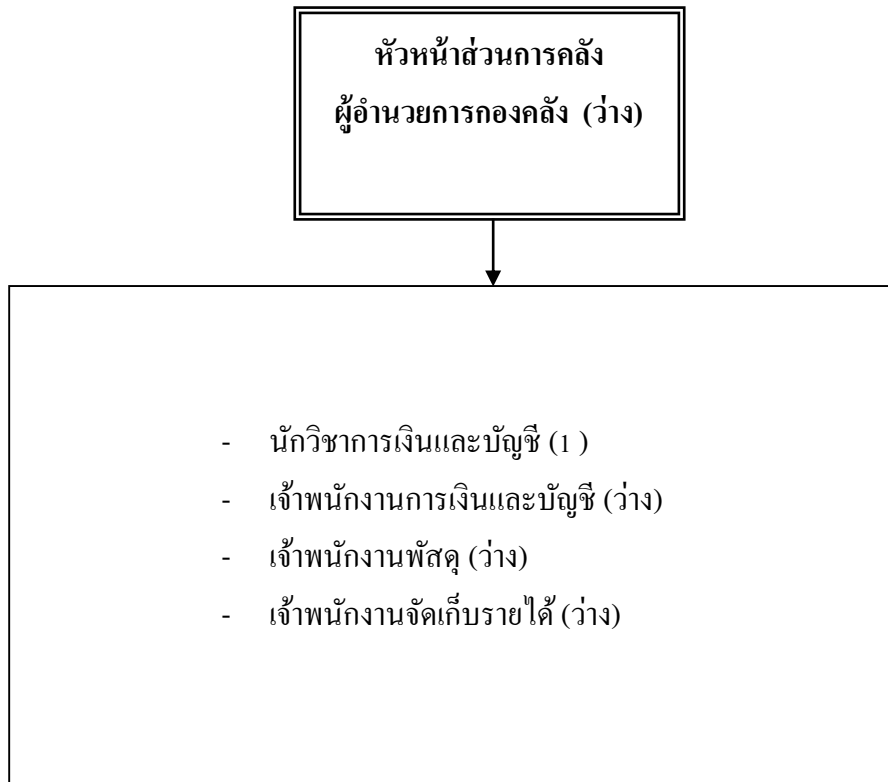 หัวหน้าส่วนการคลัง
ผู้อำนวยการกองคลัง (ว่าง)
- นักวิชาการเงินและบัญชี (1 )
- เจ้าพนักงานการเงินและบัญชี (ว่าง)
- เจ้าพนักงานพัสดุ (ว่าง)
- เจ้าพนักงานจัดเก็บรายได้ (ว่าง)